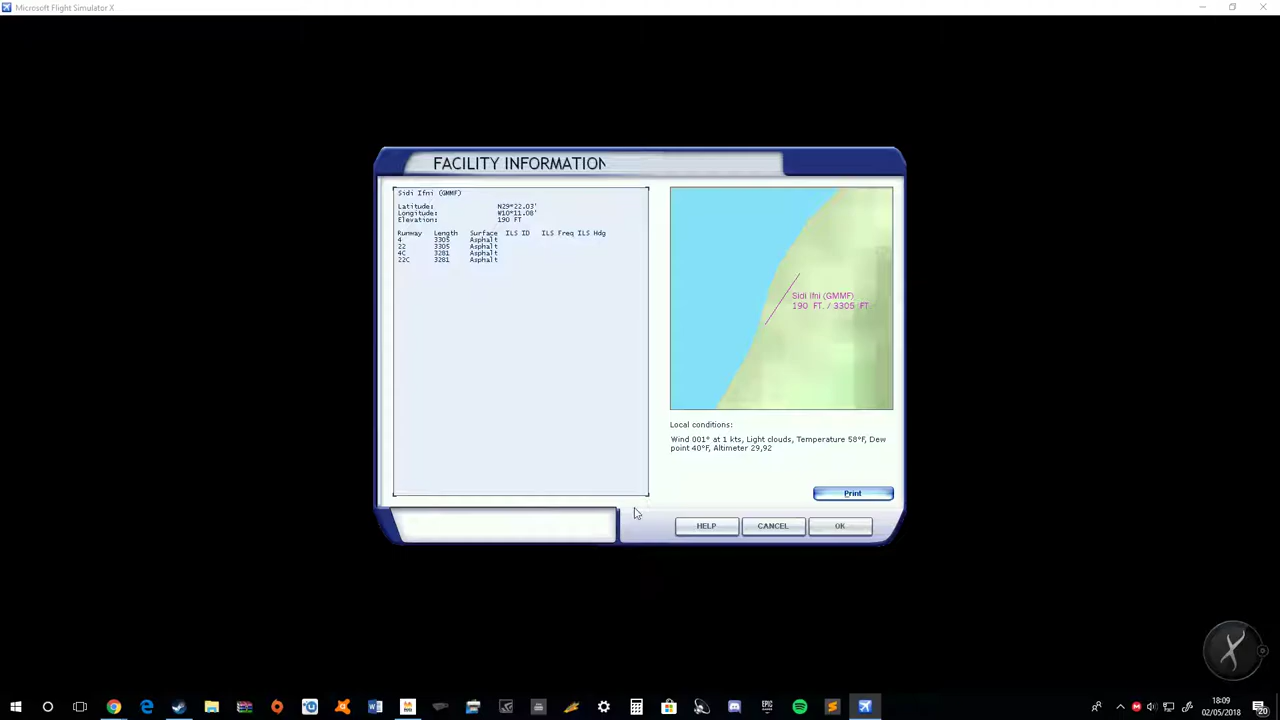 Microsoft Flight Simulator X
FACILITY INFORMATION
Sidi Ifni (GMMF)
Latitude: N29*22.03'
Longitude: W10*11.08'
Elevation: 190 FT
Runway Length Surface ILS ID ILS Freq ILS Hdg
4 3305 Asphalt
22 3305 Asphalt
4C 3281 Asphalt
22C 3281 Asphalt
Sidi Ifni (GMMF)
190 FT. / 3305 FT
Local conditions:
Wind 001° at 1 kts, Light clouds, Temperature 58°F, Dew
point 40°F, Altimeter 29,92
Print
HELP CANCEL OK
18:09
02/05/2018
20